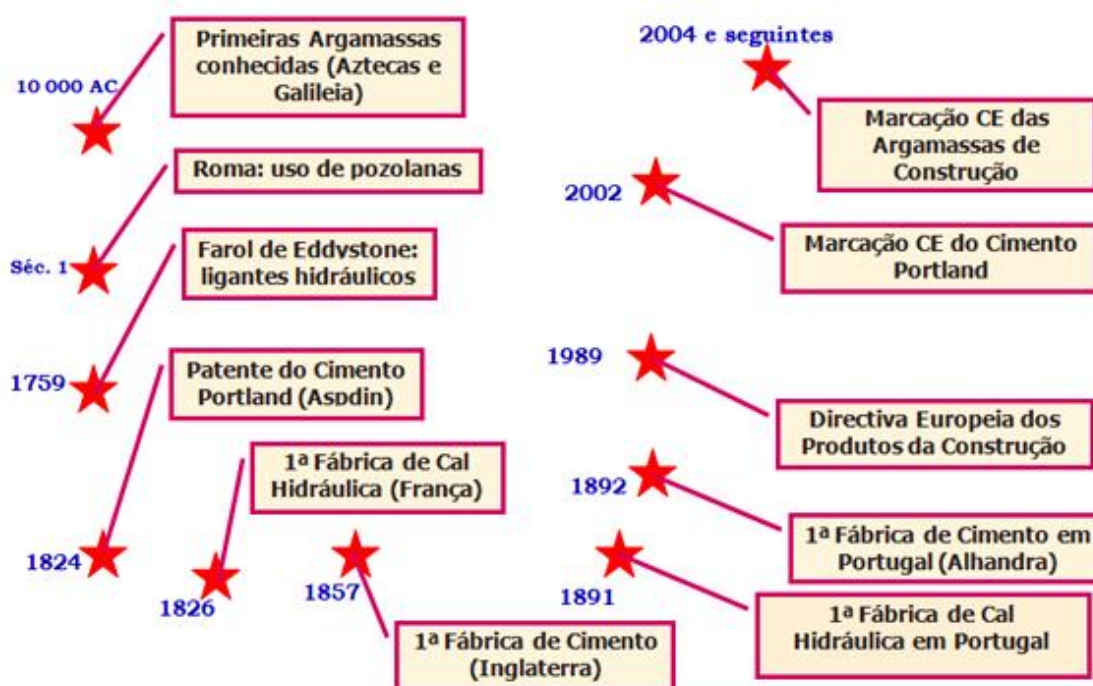 10 000 AC
Primeiras Argamassas
conhecidas (Aztecas e
Galileia)
Séc. 1
Roma: uso de pozolanas
1759
Farol de Eddystone:
ligantes hidráulicos
1824
Patente do Cimento
Portland (Aspdin)
1826
1ª Fábrica de Cal
Hidráulica (França)
1857
1ª Fábrica de Cimento
(Inglaterra)
1891
1ª Fábrica de Cal
Hidráulica em Portugal
1892
1ª Fábrica de Cimento em
Portugal (Alhandra)
1989
Directiva Europeia dos
Produtos da Construção
2002
Marcação CE do Cimento
Portland
2004 e seguintes
Marcação CE das
Argamassas de
Construção